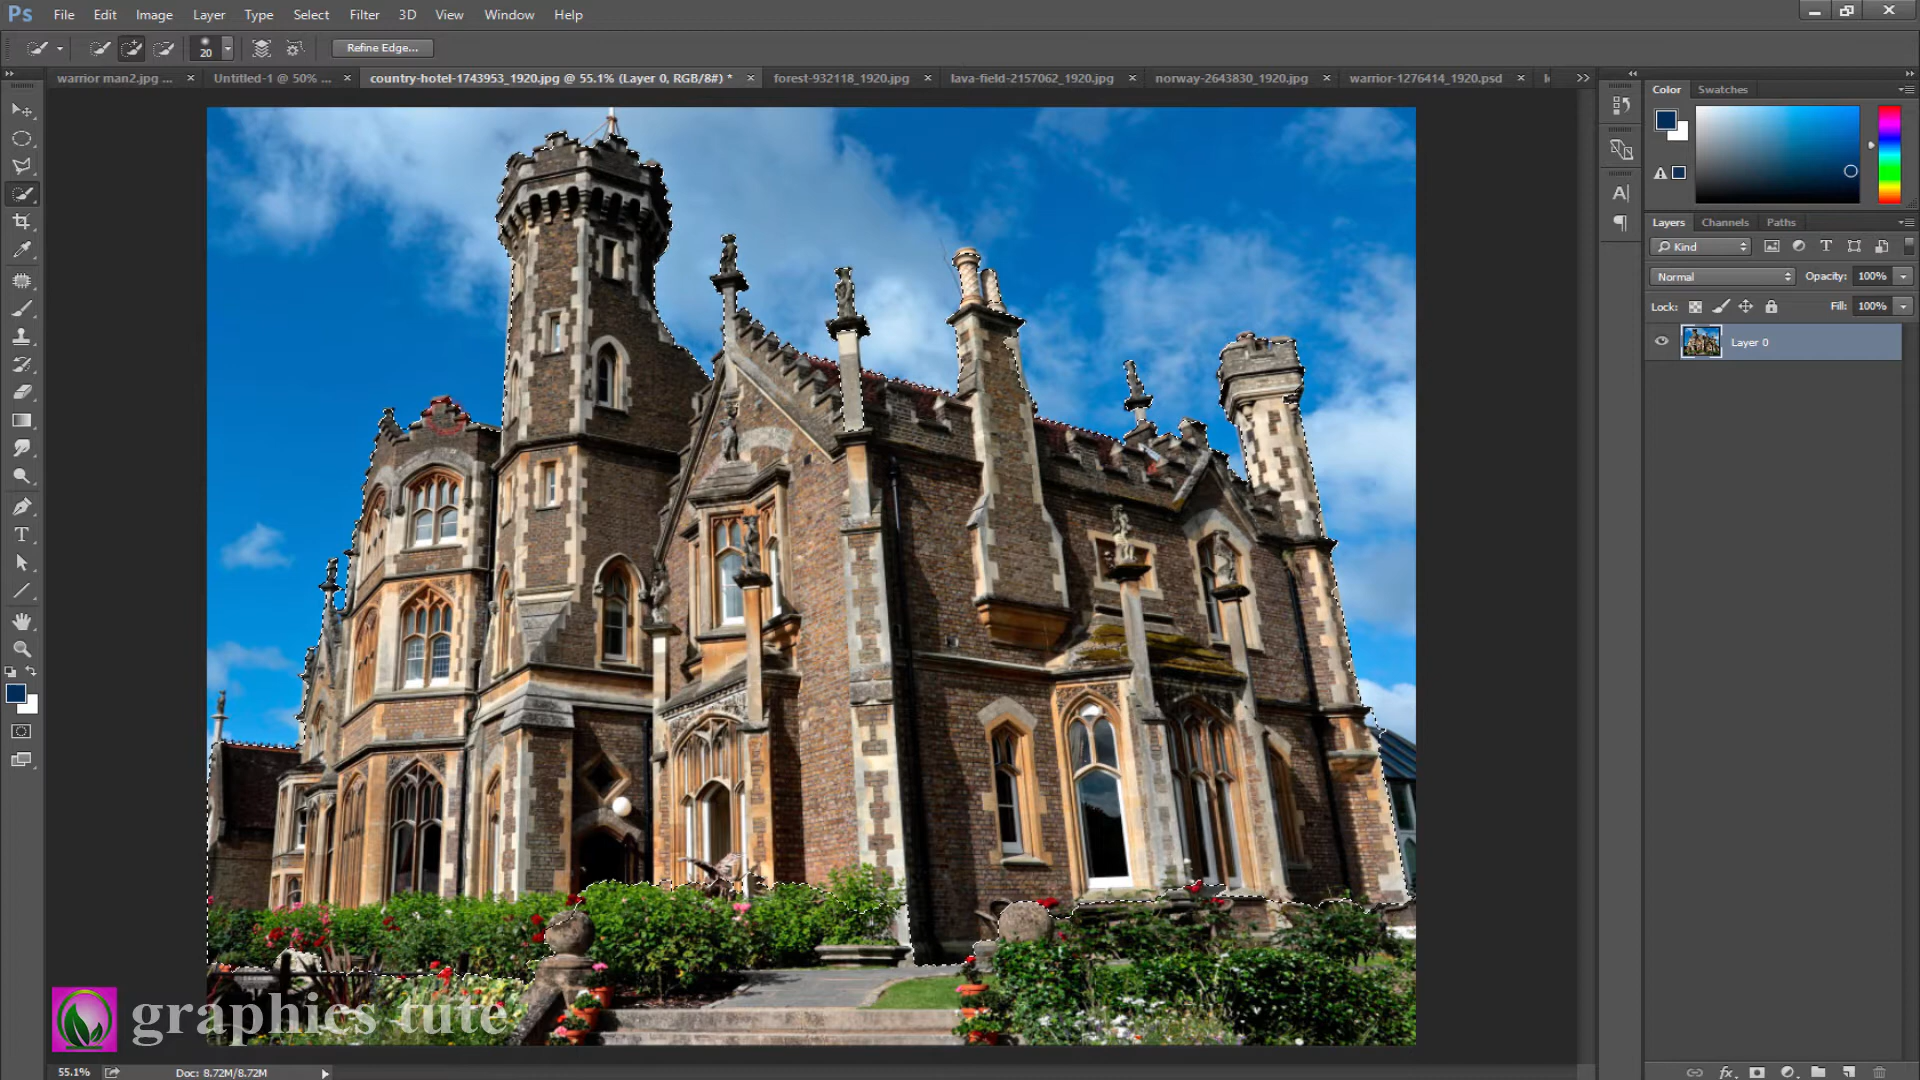 Ps File Edit Image Layer Type Select Filter 3D View Window Help
20 Refine Edge...
warrior man2.jpg ... × Untitled-1 @ 50% ... × country-hotel-1743953_1920.jpg @ 55.1% (Layer 0, RGB/8#) * × forest-932118_1920.jpg × lava-field-2157062_1920.jpg × norway-2643830_1920.jpg × warrior-1276414_1920.psd ×
Color Swatches
Layers Channels Paths
Kind
Normal Opacity: 100%
Lock: Fill: 100%
Layer 0
graphics tute
55.1% Doc: 8.72M/8.72M